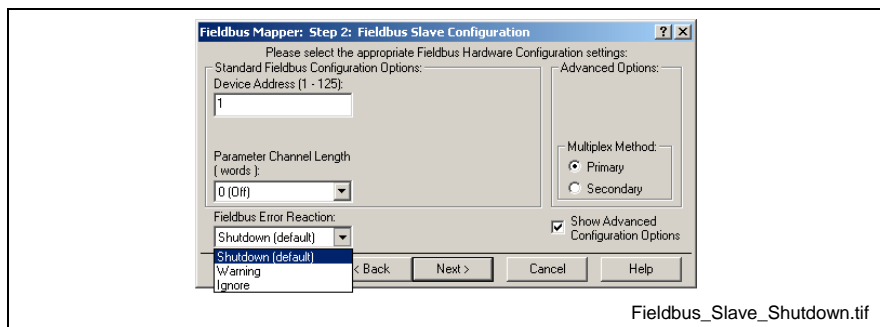 Fieldbus Mapper: Step 2: Fieldbus Slave Configuration
Please select the appropriate Fieldbus Hardware Configuration settings:
Standard Fieldbus Configuration Options:
Device Address (1 - 125):
1
Parameter Channel Length
( words ):
0 (Off)
Fieldbus Error Reaction:
Shutdown (default)
Shutdown (default)
Warning
Ignore
Advanced Options:
Multiplex Method:
Primary
Secondary
Show Advanced
Configuration Options
< Back
Next >
Cancel
Help
Fieldbus_Slave_Shutdown.tif